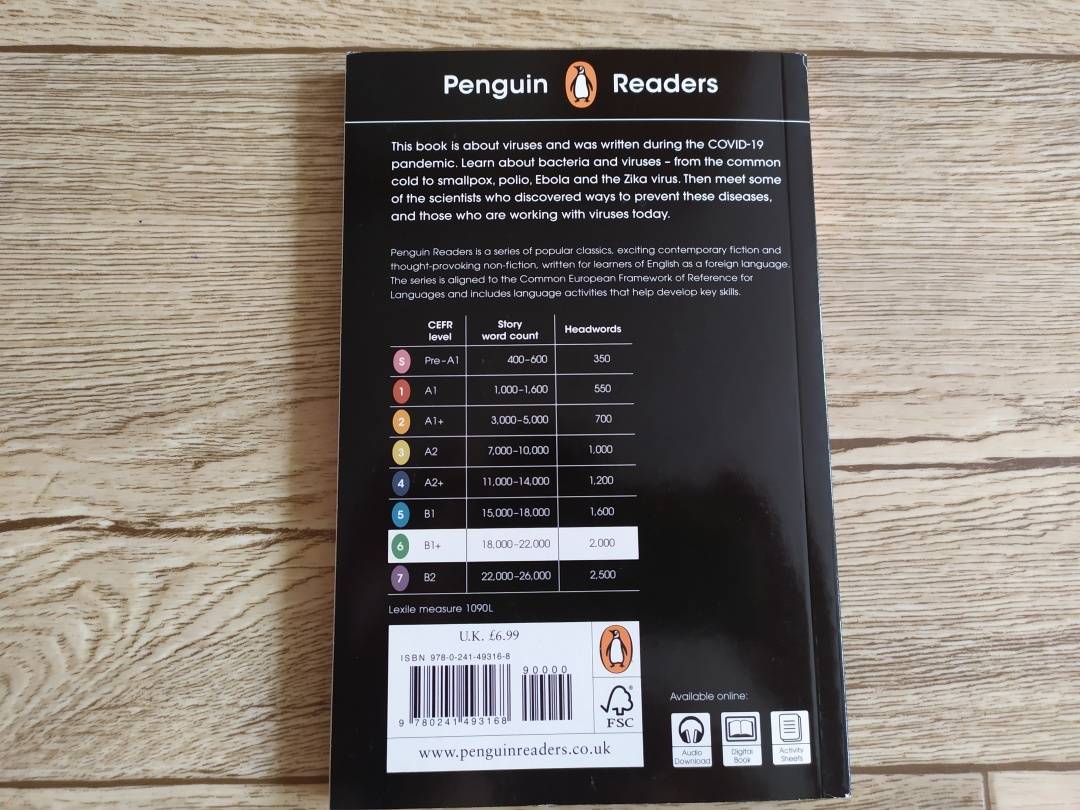 Penguin Readers
This book is about viruses and was written during the COVID-19
pandemic. Learn about bacteria and viruses – from the common
cold to smallpox, polio, Ebola and the Zika virus. Then meet some
of the scientists who discovered ways to prevent these diseases,
and those who are working with viruses today.
Penguin Readers is a series of popular classics, exciting contemporary fiction and
thought-provoking non-fiction, written for learners of English as a foreign language.
The series is aligned to the Common European Framework of Reference for
Languages and includes language activities that help develop key skills.
CEFR level Story word count Headwords
S Pre-A1 400–600 350
1 A1 1,000–1,600 550
2 A1+ 3,000–5,000 700
3 A2 7,000–10,000 1,000
4 A2+ 11,000–14,000 1,200
5 B1 15,000–18,000 1,600
6 B1+ 18,000–22,000 2,000
7 B2 22,000–26,000 2,500
Lexile measure 1090L
U.K. £6.99
ISBN 978-0-241-49316-8
90000
9 780241 493168
FSC
www.penguinreaders.co.uk
Available online:
Audio Download
Digital Book
Activity Sheets